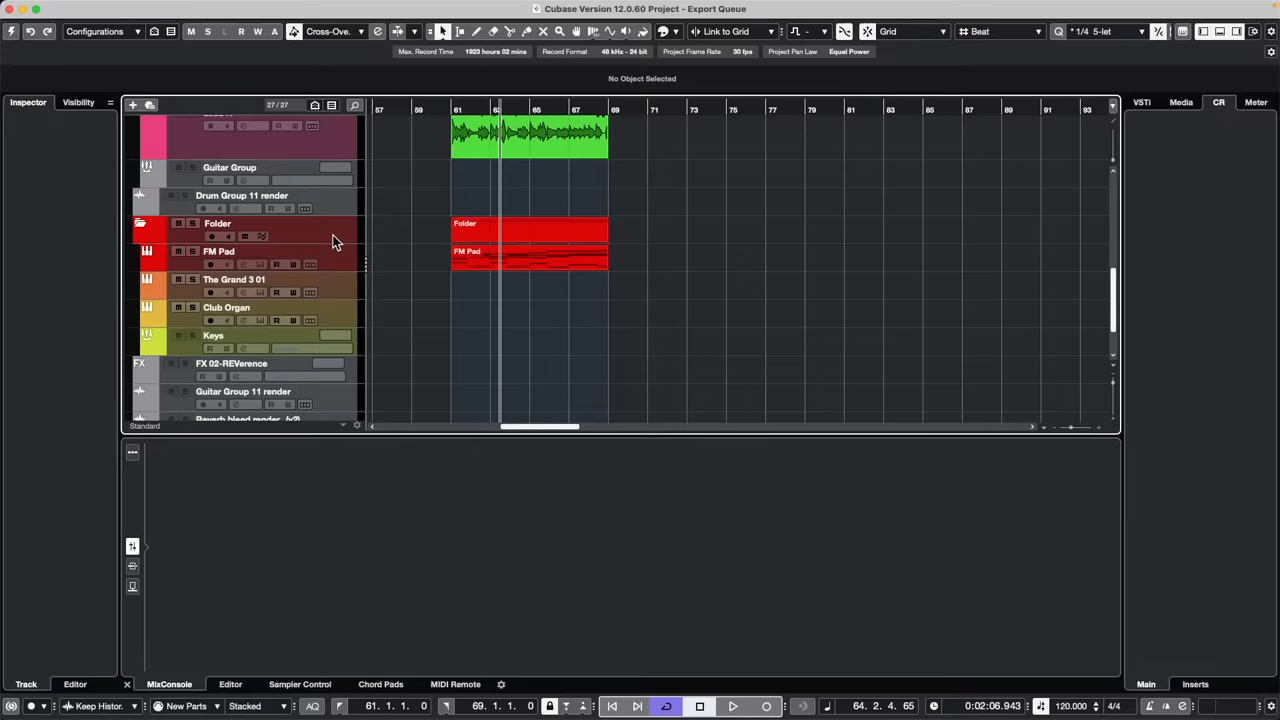 Cubase Version 12.0.60 Project - Export Queue
Configurations M S L R W A Cross-Ove. Link to Grid Grid Beat Q 1/4 5-let
Max. Record Time 1923 hours 02 mins Record Format 48 kHz - 24 bit Project Frame Rate 30 fps Project Pan Law Equal Power
No Object Selected
Inspector Visibility 27 / 27 57 59 61 65 67 69 71 73 75 77 79 81 83 85 87 89 91 93 VSTi Media CR Meter
R W
Guitar Group
R W
Drum Group 11 render
R W
Folder Folder
FM Pad FM Pad
R W
The Grand 3 01
R W
Club Organ
R W
Keys
R W
FX FX 02-REVerence
R W
Guitar Group 11 render
R W
Reverb bleed render (v2)
Standard
Track Editor MixConsole Editor Sampler Control Chord Pads MIDI Remote Main Inserts
Keep Histor. New Parts Stacked AQ 61. 1. 1. 0 69. 1. 1. 0 64. 2. 4. 65 0:02:06.943 120.000 4/4